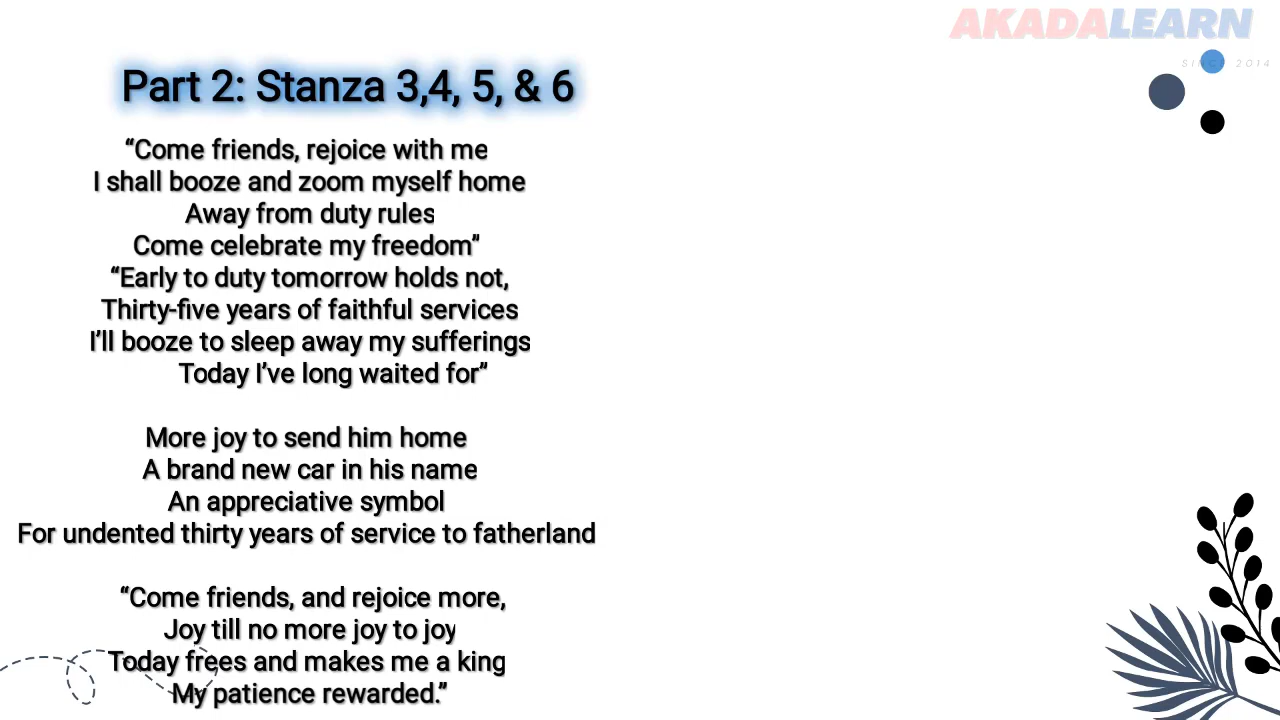 AKADALEARN
SINCE 2014
Part 2: Stanza 3,4, 5, & 6
“Come friends, rejoice with me
I shall booze and zoom myself home
Away from duty rules
Come celebrate my freedom”
“Early to duty tomorrow holds not,
Thirty-five years of faithful services
I’ll booze to sleep away my sufferings
Today I’ve long waited for”
More joy to send him home
A brand new car in his name
An appreciative symbol
For undented thirty years of service to fatherland
“Come friends, and rejoice more,
Joy till no more joy to joy
Today frees and makes me a king
My patience rewarded.”